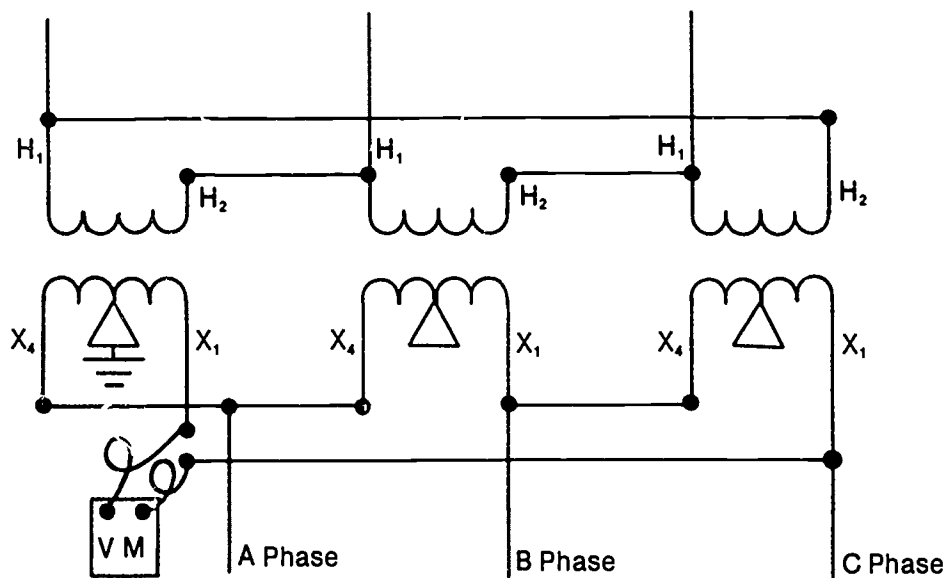 H₁
H₂
H₁
H₂
H₁
H₂
X₄
X₁
X₄
X₁
X₄
X₁
V M
A Phase
B Phase
C Phase